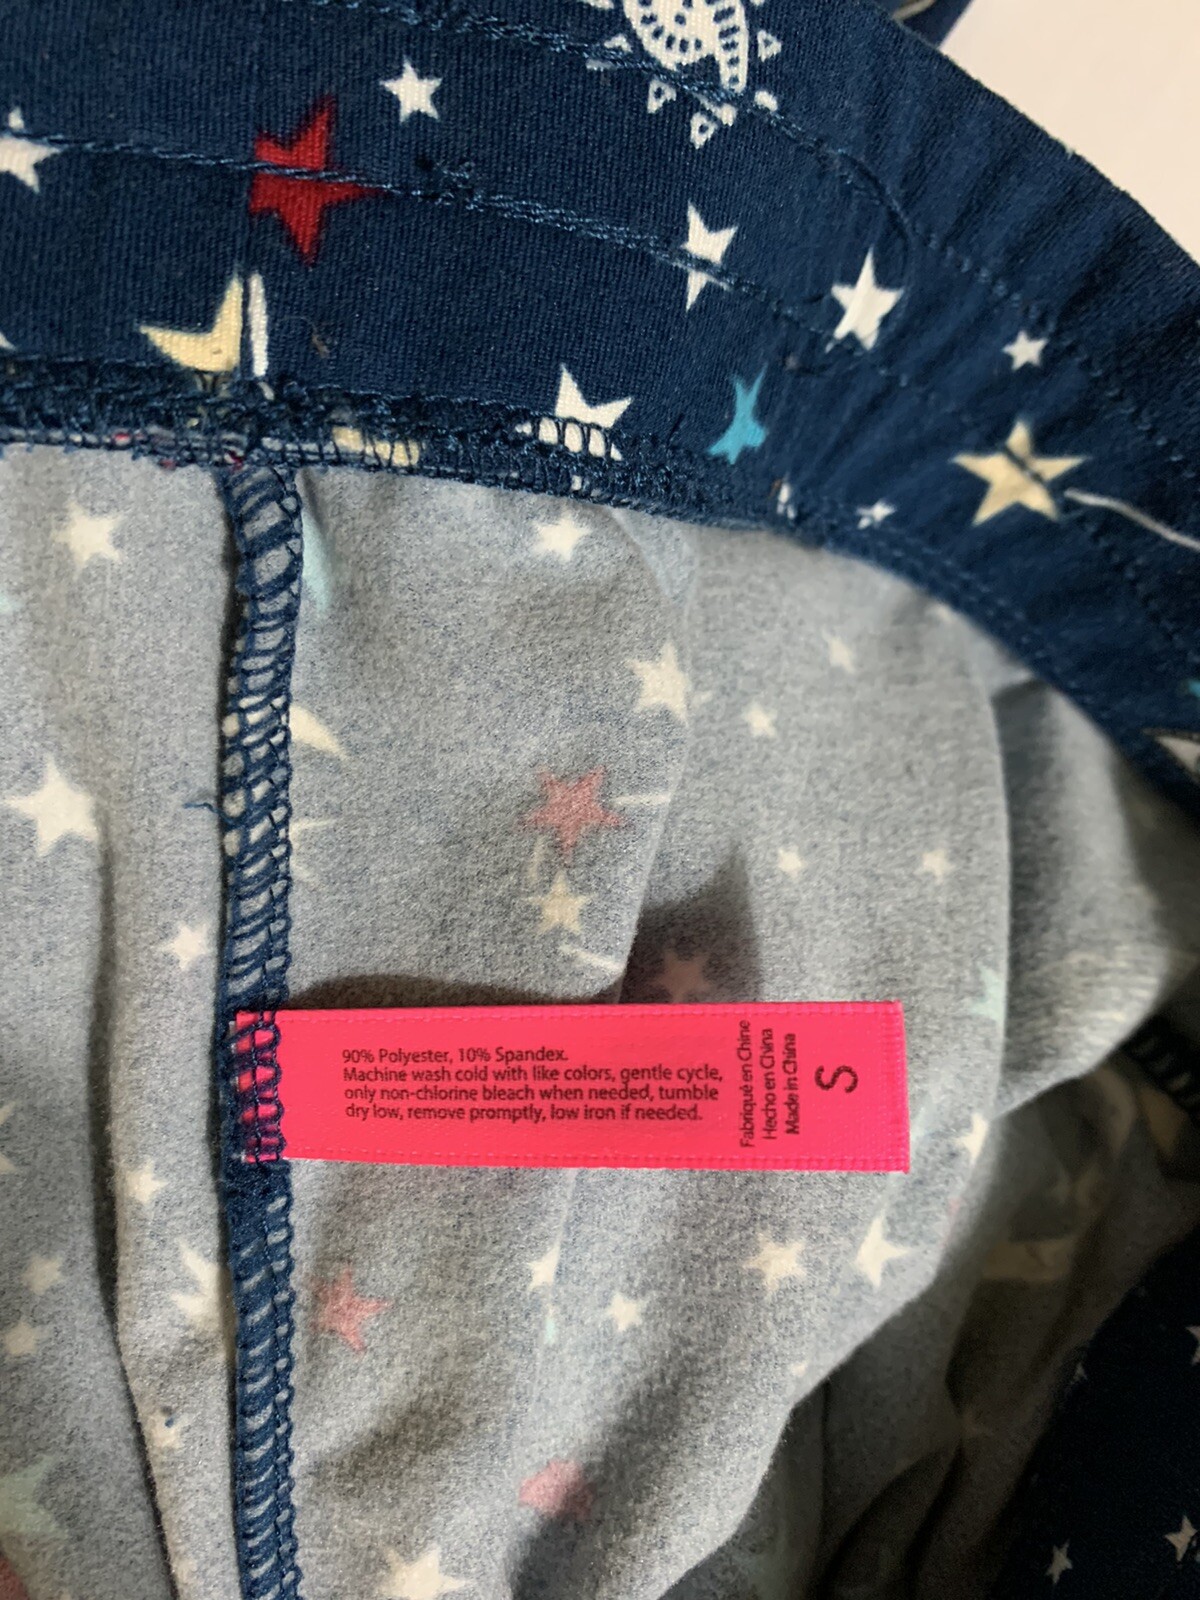 90% Polyester, 10% Spandex.
Machine wash cold with like colors, gentle cycle,
only non-chlorine bleach when needed, tumble
dry low, remove promptly, low iron if needed.
Fabriqué en Chine
Hecho en China
Made in China
S